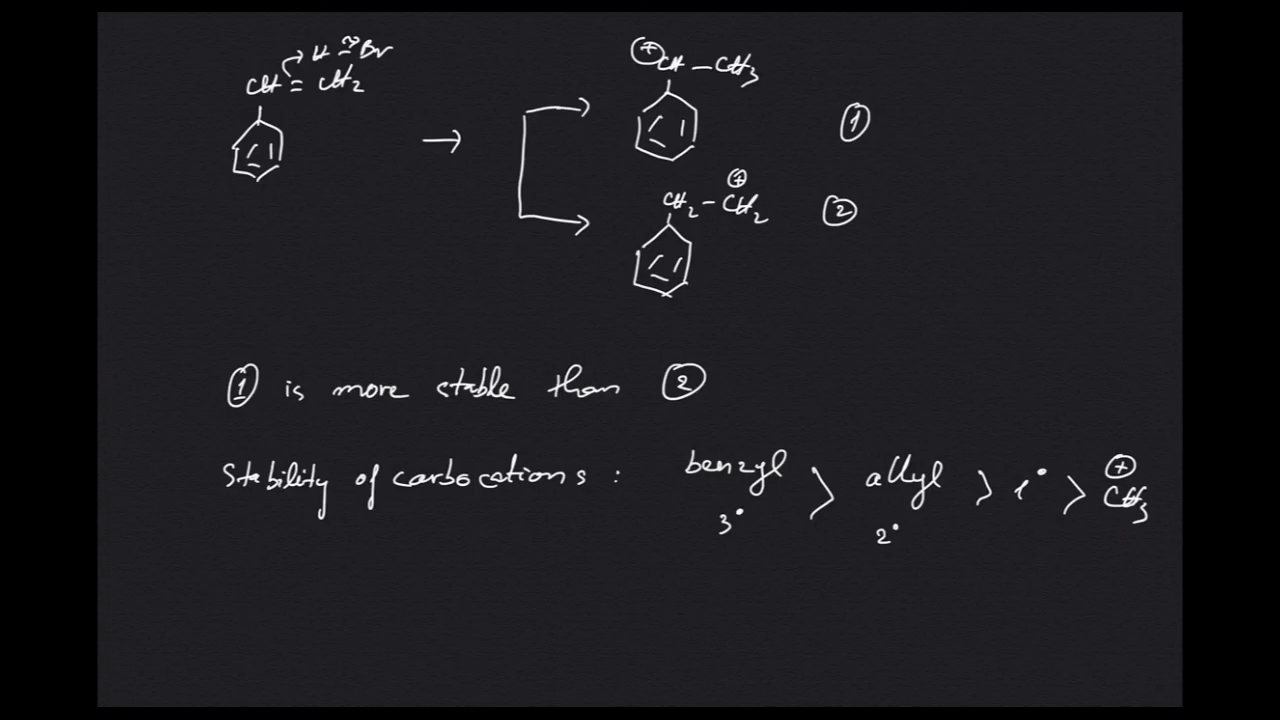 H Br
CH = CH2
→
⊕CH – CH3
①
CH2 – CH2⊕
②
① is more stable than ②
Stability of carbocations : benzyl > allyl > 1° > ⊕CH3
3° 2°